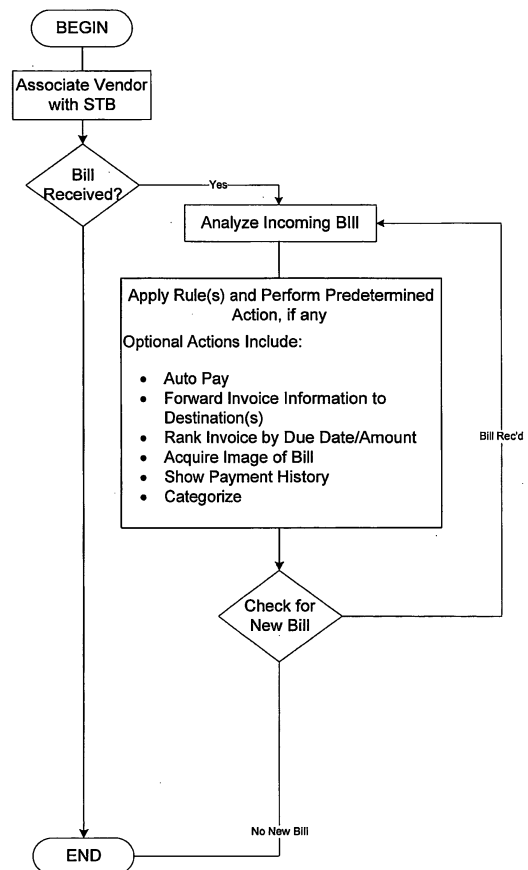 BEGIN
Associate Vendor
with STB
Bill
Received?
Yes
Analyze Incoming Bill
Apply Rule(s) and Perform Predetermined
Action, if any
Optional Actions Include:
• Auto Pay
• Forward Invoice Information to
Destination(s)
• Rank Invoice by Due Date/Amount
• Acquire Image of Bill
• Show Payment History
• Categorize
Bill Rec'd
Check for
New Bill
No New Bill
END